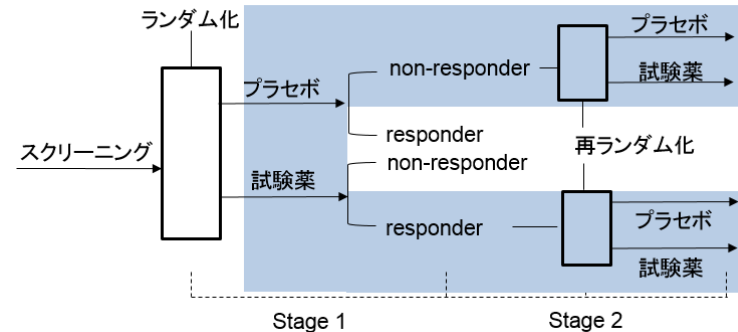 ランダム化
プラセボ
non-responder
プラセボ
試験薬
スクリーニング
responder
再ランダム化
non-responder
試験薬
responder
プラセボ
試験薬
Stage 1
Stage 2